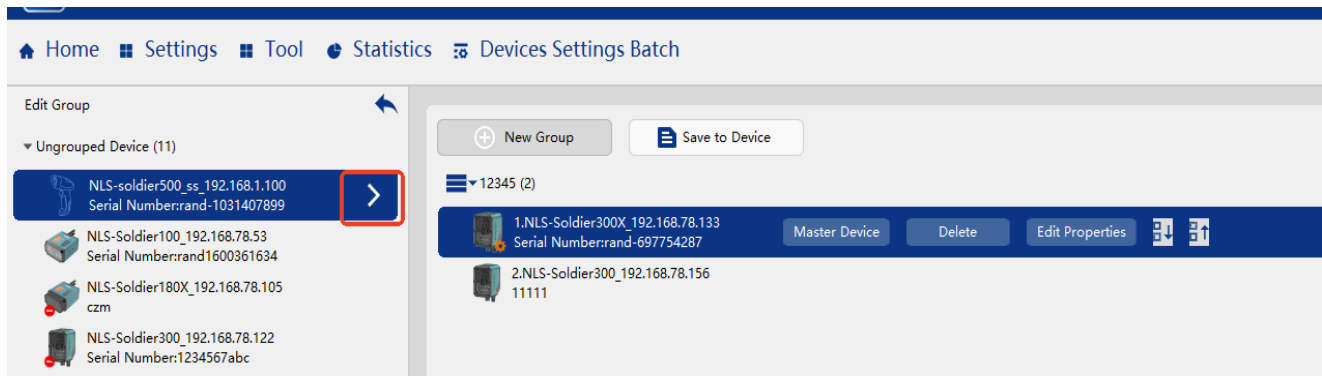 Home Settings Tool Statistics Devices Settings Batch
Edit Group
Ungrouped Device (11)
NLS-soldier500_ss_192.168.1.100
Serial Number:rand-1031407899
NLS-Soldier100_192.168.78.53
Serial Number:rand1600361634
NLS-Soldier180X_192.168.78.105
czm
NLS-Soldier300_192.168.78.122
Serial Number:1234567abc
New Group Save to Device
12345 (2)
1.NLS-Soldier300X_192.168.78.133
Serial Number:rand-697754287
Master Device Delete Edit Properties
2.NLS-Soldier300_192.168.78.156
11111